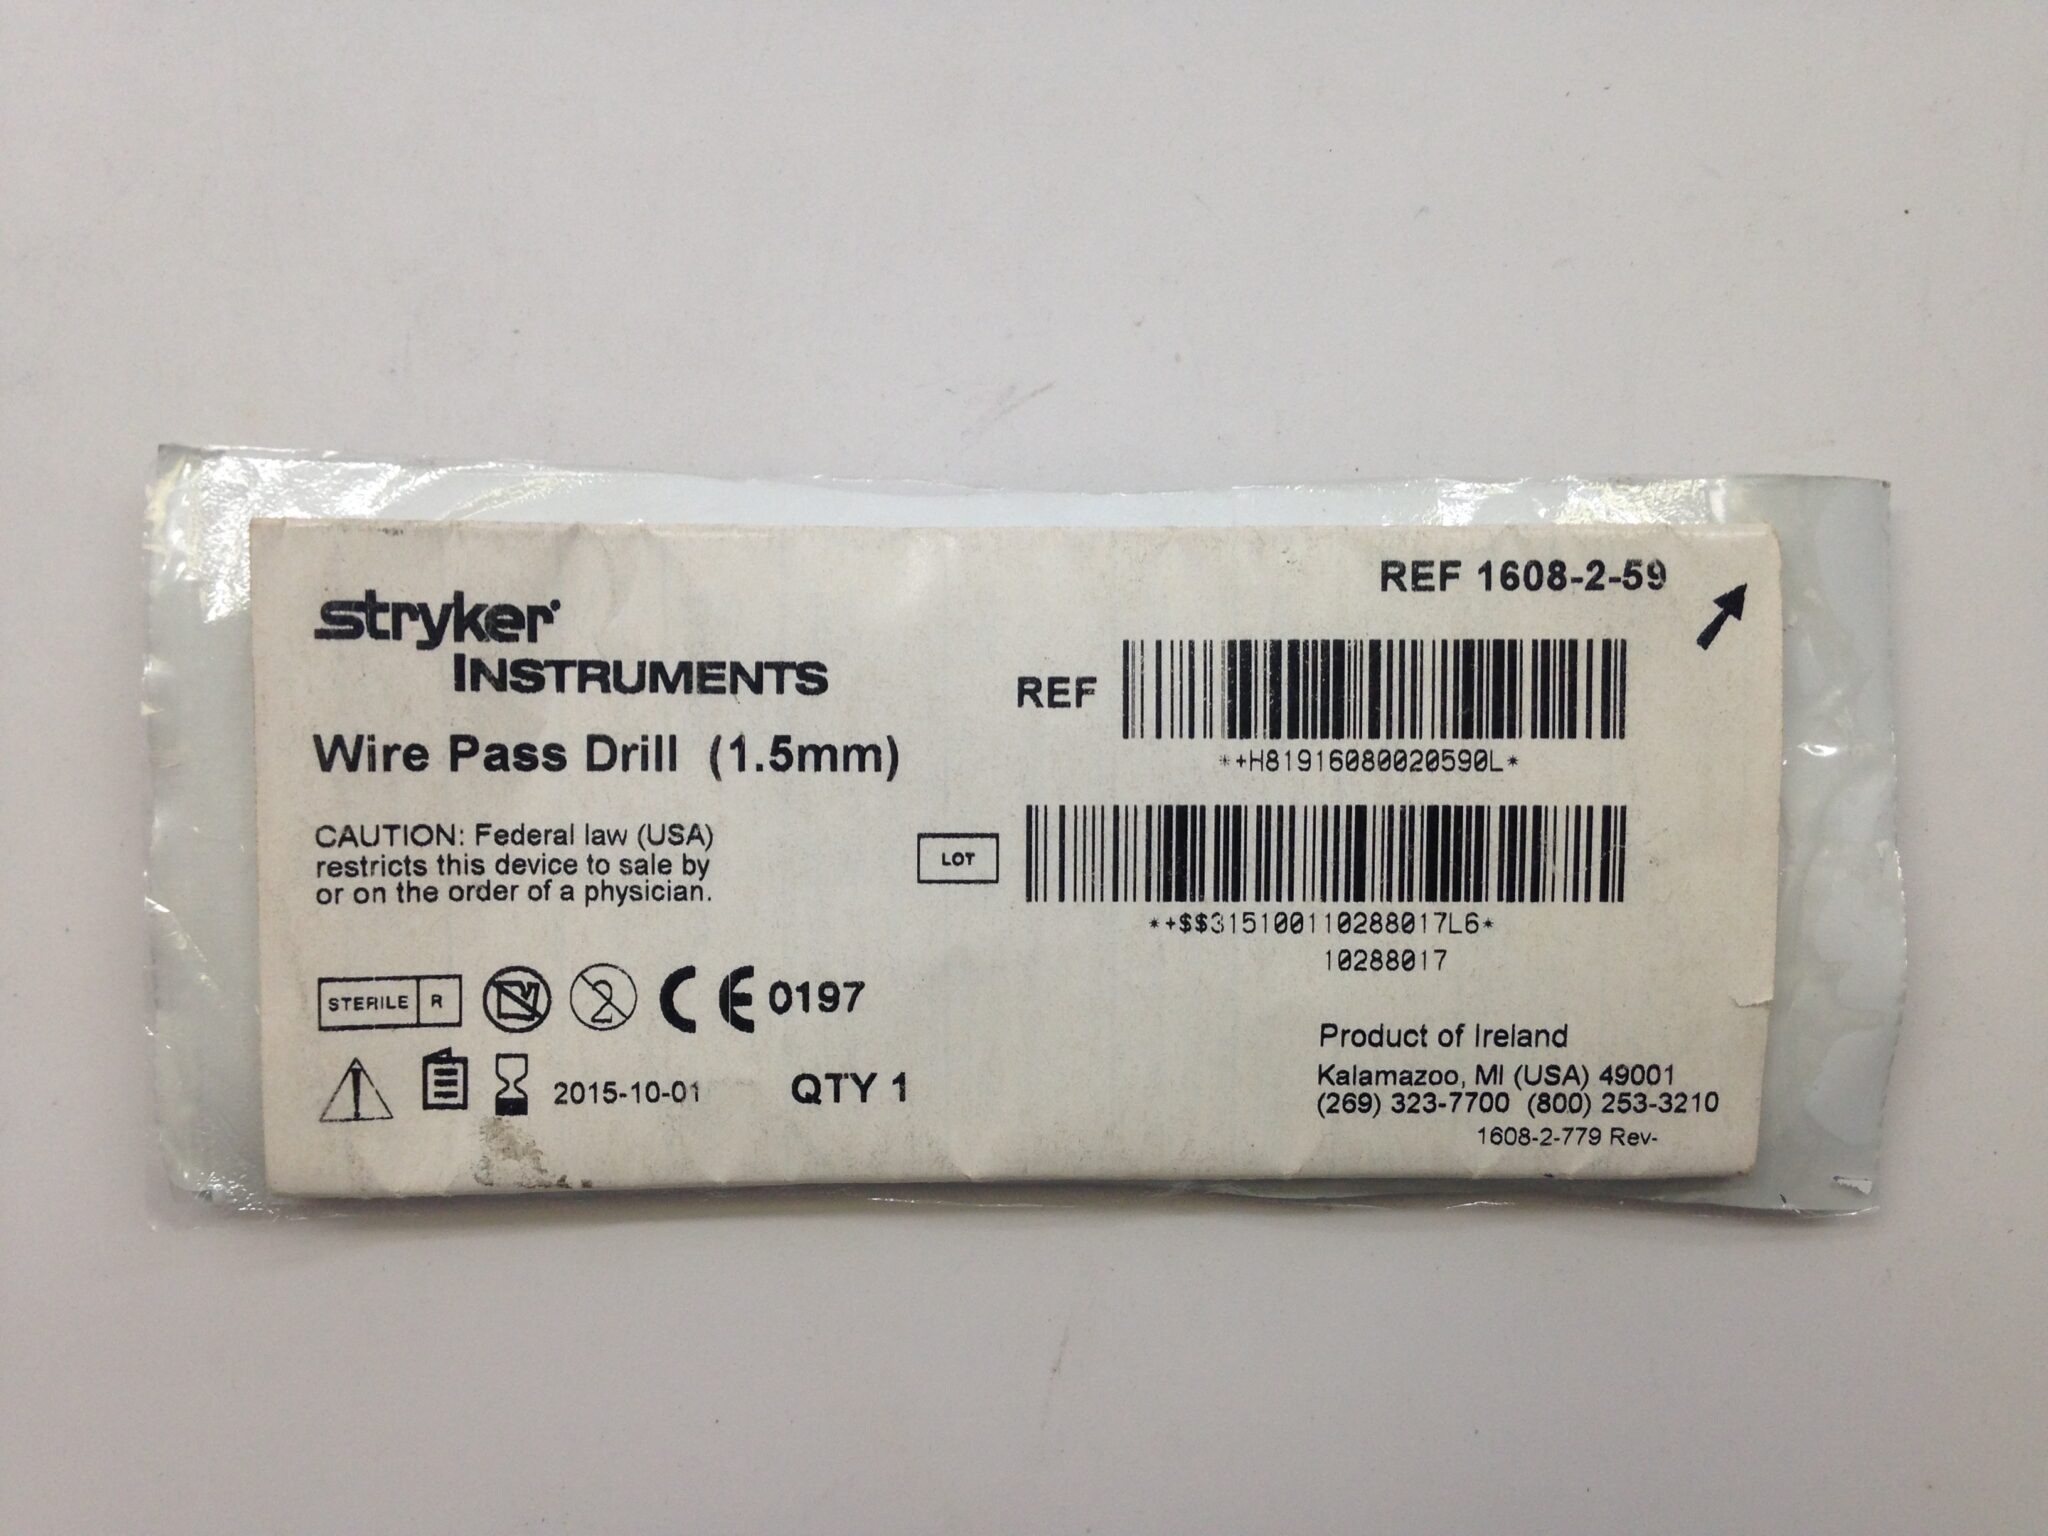 stryker
INSTRUMENTS
Wire Pass Drill (1.5mm)
CAUTION: Federal law (USA)
restricts this device to sale by
or on the order of a physician.
STERILE R
2
CE 0197
2015-10-01
QTY 1
REF 1608-2-59
REF
*+H81916080020590L*
LOT
*+$$315100110288017L6*
10288017
Product of Ireland
Kalamazoo, MI (USA) 49001
(269) 323-7700 (800) 253-3210
1608-2-779 Rev-